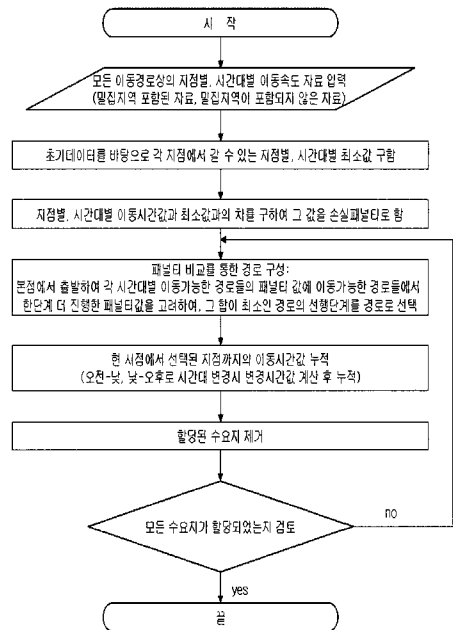 시 작
모든 이동경로상의 지점별, 시간대별 이동속도 자료 입력
(밀집지역 포함된 자료, 밀집지역이 포함되지 않은 자료)
초기데이터를 바탕으로 각 지점에서 갈 수 있는 지점별, 시간대별 최소값 구함
지점별, 시간대별 이동시간값과 최소값과의 차를 구하여 그 값을 손실패널티로 함
패널티 비교를 통한 경로 구성:
본점에서 출발하여 각 시간대별 이동가능한 경로들의 패널티 값에 이동가능한 경로들에서
한단계 더 진행한 패널티값을 고려하여, 그 합이 최소인 경로의 선행단계를 경로로 선택
현 시점에서 선택된 지점까지의 이동시간값 누적
(오전-낮, 낮-오후로 시간대 변경시 변경시간값 계산 후 누적)
할당된 수요지 제거
모든 수요지가 할당되었는지 검토
no
yes
끝